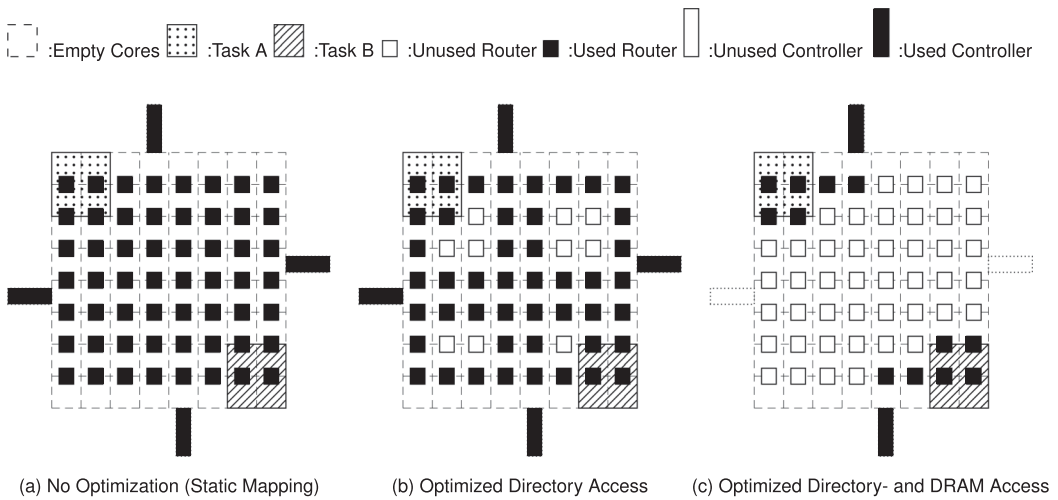 :Empty Cores :Task A :Task B :Unused Router :Used Router :Unused Controller :Used Controller
(a) No Optimization (Static Mapping) (b) Optimized Directory Access (c) Optimized Directory- and DRAM Access